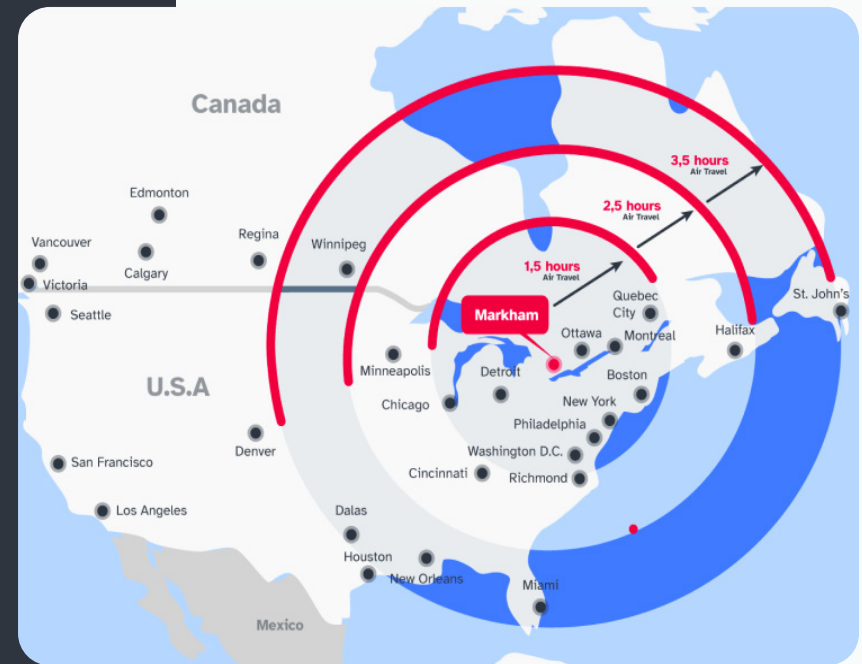 Canada
3,5 hours
Air Travel
Edmonton
2,5 hours
Air Travel
Regina
Winnipeg
Vancouver
Calgary
1,5 hours
Air Travel
Victoria
Quebec
City
St. John's
Seattle
Markham
Ottawa
Montreal
Halifax
Minneapolis
Detroit
Boston
U.S.A
Chicago
New York
Philadelphia
Denver
Washington D.C.
San Francisco
Cincinnati
Richmond
Los Angeles
Dalas
Houston
New Orleans
Miami
Mexico